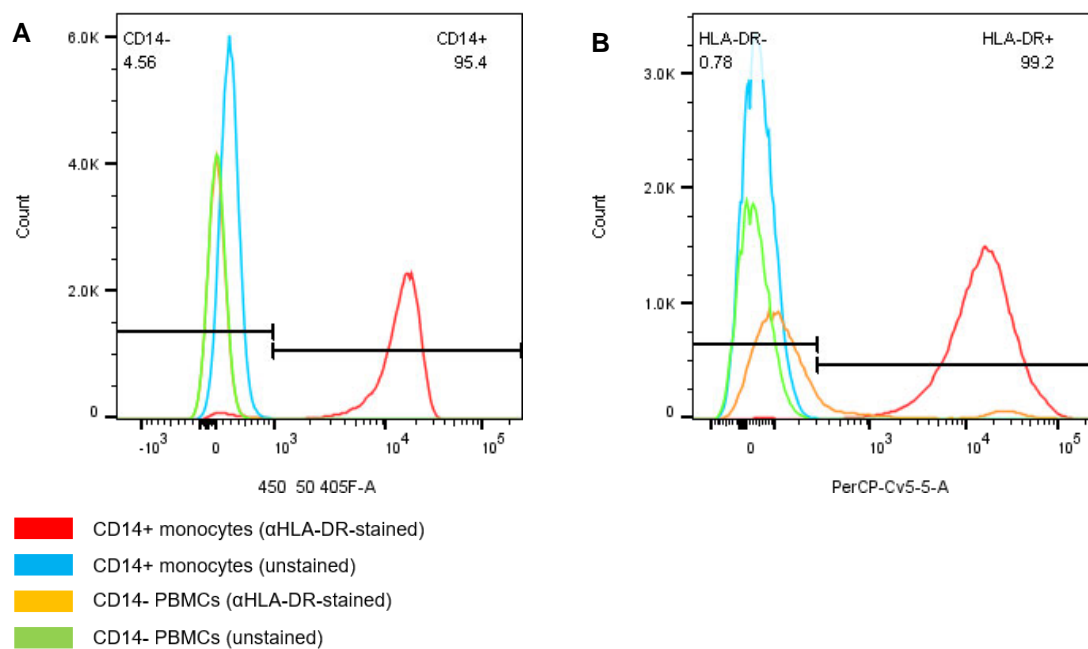 A
CD14-
4.56
CD14+
95.4
6.0K
4.0K
2.0K
0
Count
-10³
0
10³
10⁴
10⁵
450 50 405F-A
B
HLA-DR-
0.78
HLA-DR+
99.2
3.0K
2.0K
1.0K
0
Count
0
10³
10⁴
10⁵
PerCP-Cy5-5-A
CD14+ monocytes (αHLA-DR-stained)
CD14+ monocytes (unstained)
CD14- PBMCs (αHLA-DR-stained)
CD14- PBMCs (unstained)